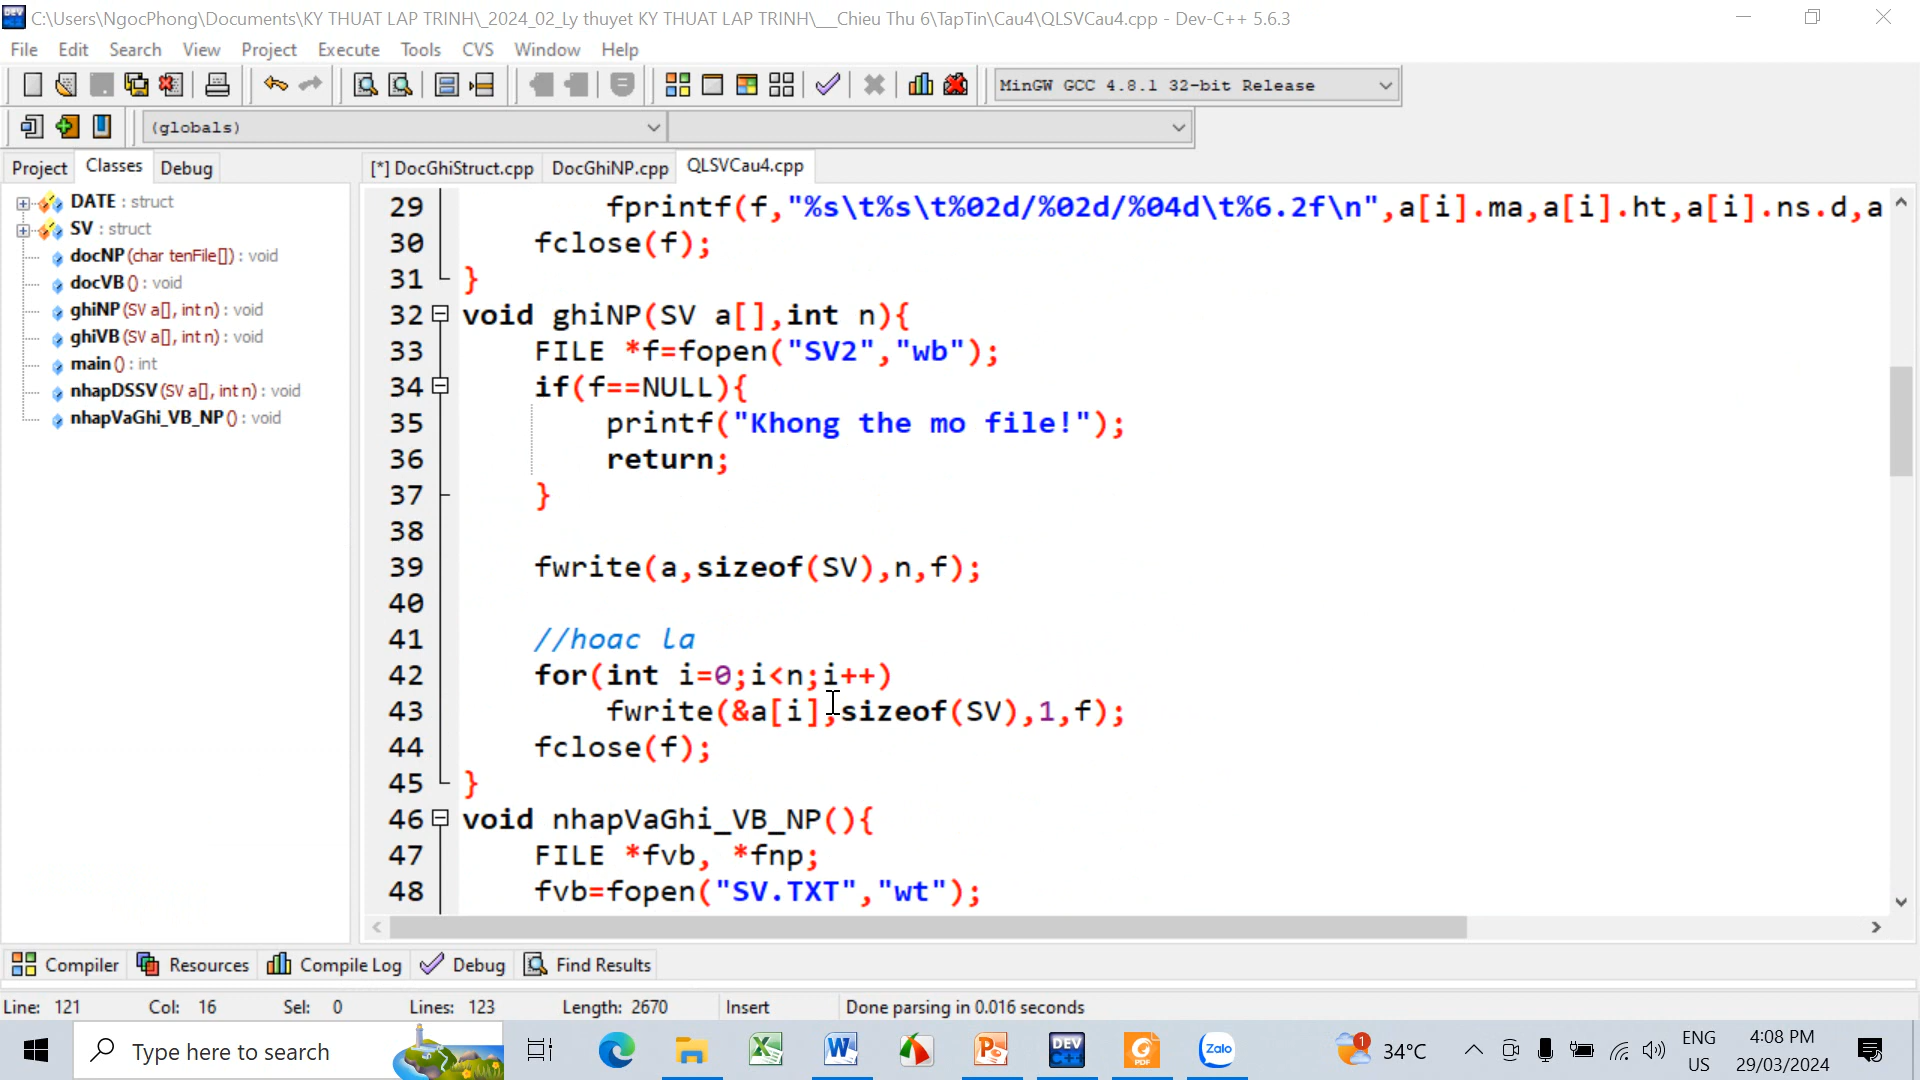 C:\Users\NgocPhong\Documents\KY THUAT LAP TRINH\_2024_02_Ly thuyet KY THUAT LAP TRINH\___Chieu Thu 6\TapTin\Cau4\QLSVCau4.cpp - Dev-C++ 5.6.3
File Edit Search View Project Execute Tools CVS Window Help
MinGW GCC 4.8.1 32-bit Release
(globals)
Project Classes Debug
[*] DocGhiStruct.cpp DocGhiNP.cpp QLSVCau4.cpp
DATE : struct
SV : struct
docNP (char tenFile[]) : void
docVB () : void
ghiNP (SV a[], int n) : void
ghiVB (SV a[], int n) : void
main () : int
nhapDSSV (SV a[], int n) : void
nhapVaGhi_VB_NP () : void
29 fprintf(f,"%s\t%s\t%02d/%02d/%04d\t%6.2f\n",a[i].ma,a[i].ht,a[i].ns.d,a
30 fclose(f);
31 }
32 void ghiNP(SV a[],int n){
33 FILE *f=fopen("SV2","wb");
34 if(f==NULL){
35 printf("Khong the mo file!");
36 return;
37 }
38
39 fwrite(a,sizeof(SV),n,f);
40
41 //hoac la
42 for(int i=0;i<n;i++)
43 fwrite(&a[i],sizeof(SV),1,f);
44 fclose(f);
45 }
46 void nhapVaGhi_VB_NP(){
47 FILE *fvb, *fnp;
48 fvb=fopen("SV.TXT","wt");
Compiler Resources Compile Log Debug Find Results
Line: 121 Col: 16 Sel: 0 Lines: 123 Length: 2670 Insert Done parsing in 0.016 seconds
Type here to search
DEV C++
PDF
Zalo
1
34°C
ENG
US
4:08 PM
29/03/2024